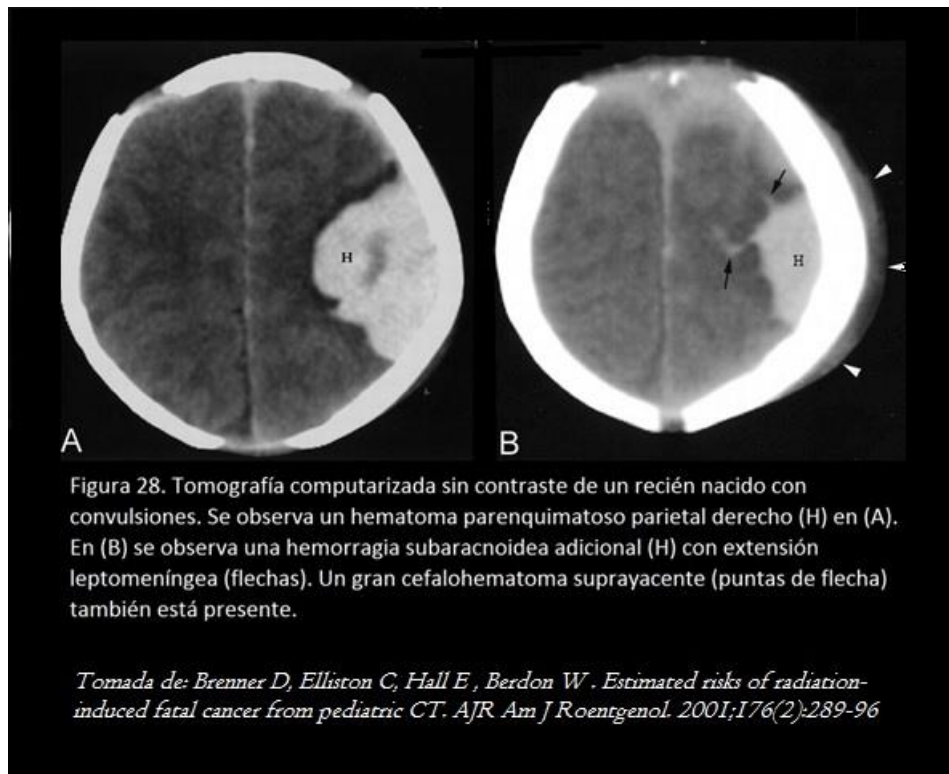 H
A
H
B
Figura 28. Tomografía computarizada sin contraste de un recién nacido con
convulsiones. Se observa un hematoma parenquimatoso parietal derecho (H) en (A).
En (B) se observa una hemorragia subaracnoidea adicional (H) con extensión
leptomeníngea (flechas). Un gran cefalohematoma suprayacente (puntas de flecha)
también está presente.
Tomada de: Brenner D, Elliston C, Hall E , Berdon W . Estimated risks of radiation-
induced fatal cancer from pediatric CT. AJR Am J Roentgenol. 2001;176(2):289-96